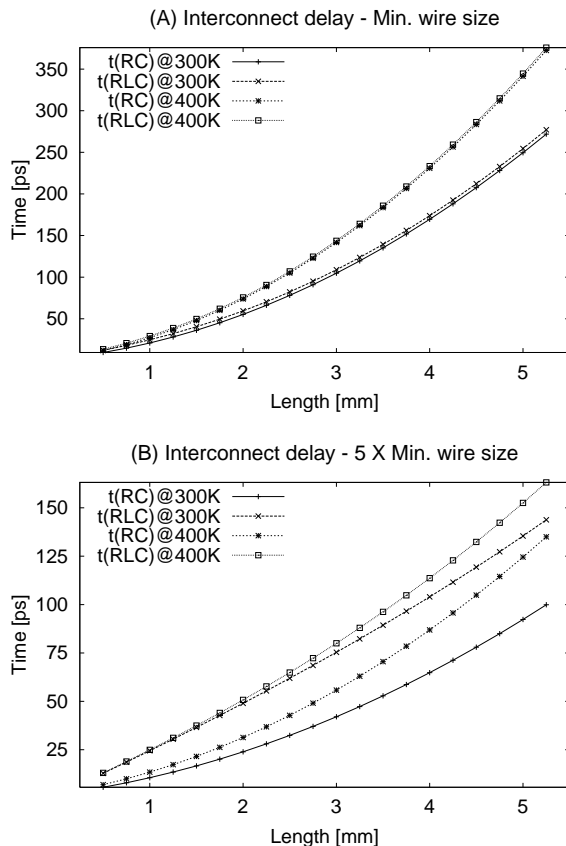 (A) Interconnect delay - Min. wire size
t(RC)@300K
t(RLC)@300K
t(RC)@400K
t(RLC)@400K
350
300
250
200
150
100
50
Time [ps]
1 2 3 4 5
Length [mm]
(B) Interconnect delay - 5 X Min. wire size
t(RC)@300K
t(RLC)@300K
t(RC)@400K
t(RLC)@400K
150
125
100
75
50
25
Time [ps]
1 2 3 4 5
Length [mm]